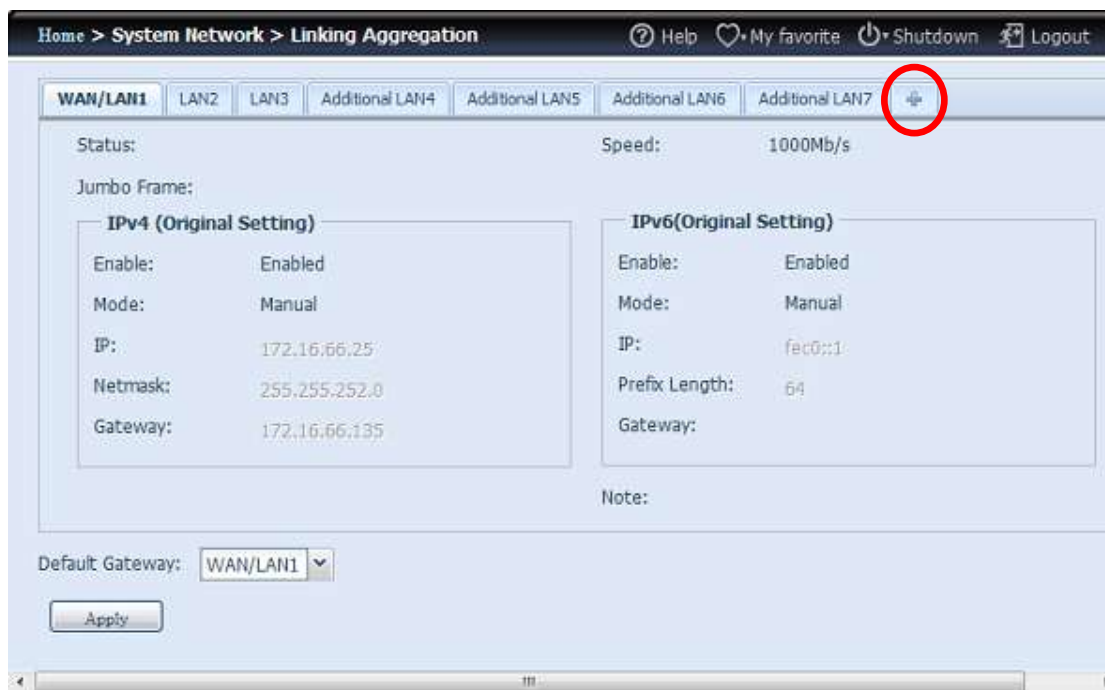 Home > System Network > Linking Aggregation Help My favorite Shutdown Logout
WAN/LAN1 LAN2 LAN3 Additional LAN4 Additional LAN5 Additional LAN6 Additional LAN7
Status: Speed: 1000Mb/s
Jumbo Frame:
IPv4 (Original Setting) IPv6(Original Setting)
Enable: Enabled Enable: Enabled
Mode: Manual Mode: Manual
IP: 172.16.66.25 IP: fec0::1
Netmask: 255.255.252.0 Prefix Length: 64
Gateway: 172.16.66.135 Gateway:
Note:
Default Gateway: WAN/LAN1
Apply